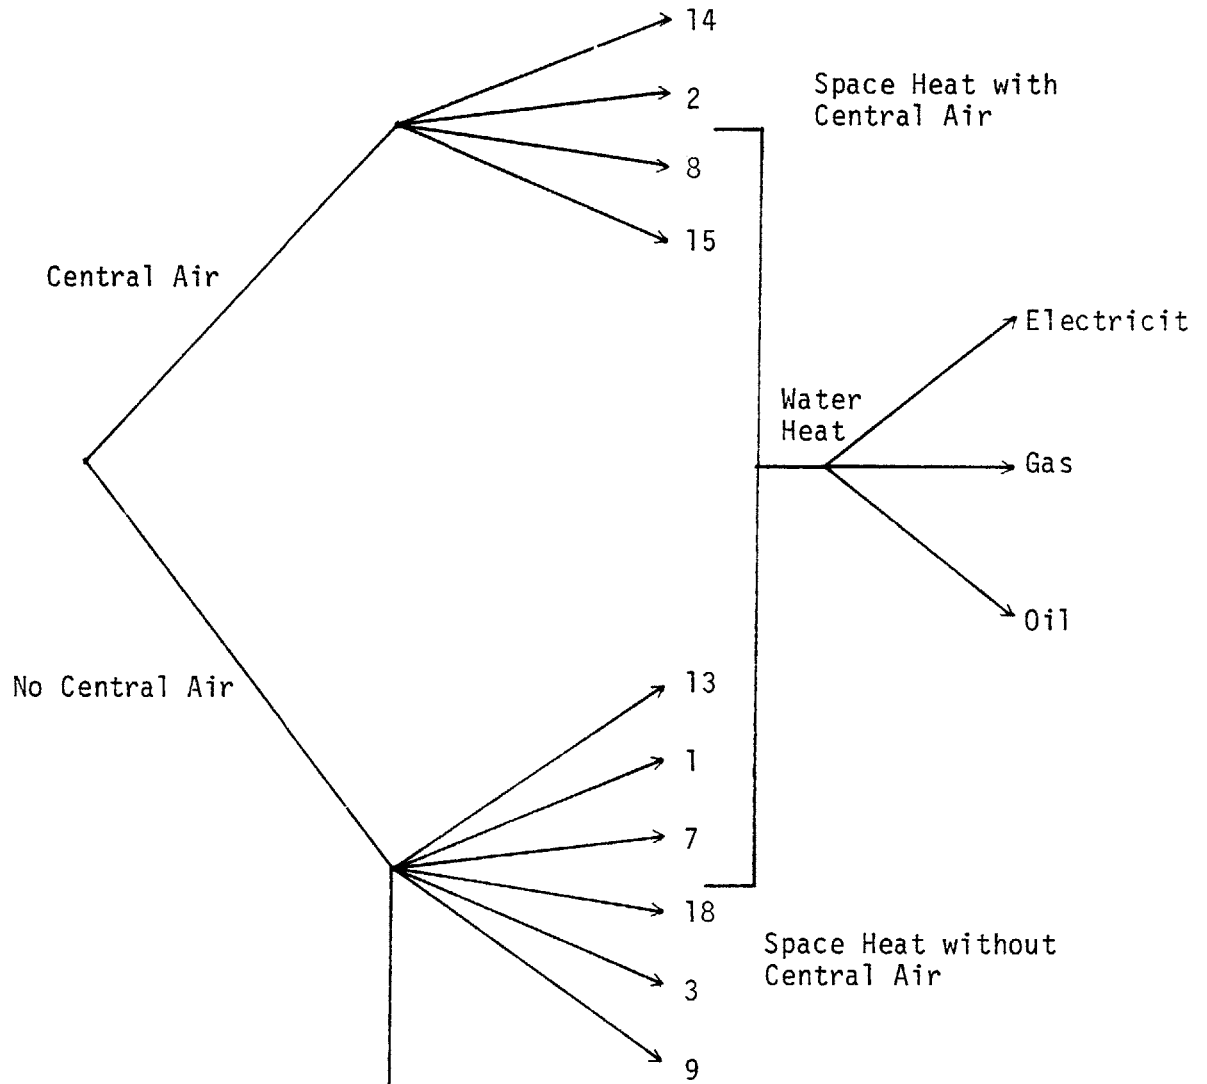 14
2
Space Heat with
Central Air
8
15
Central Air
Electricit
Water
Heat
Gas
Oil
No Central Air
13
1
7
18
Space Heat without
Central Air
3
9